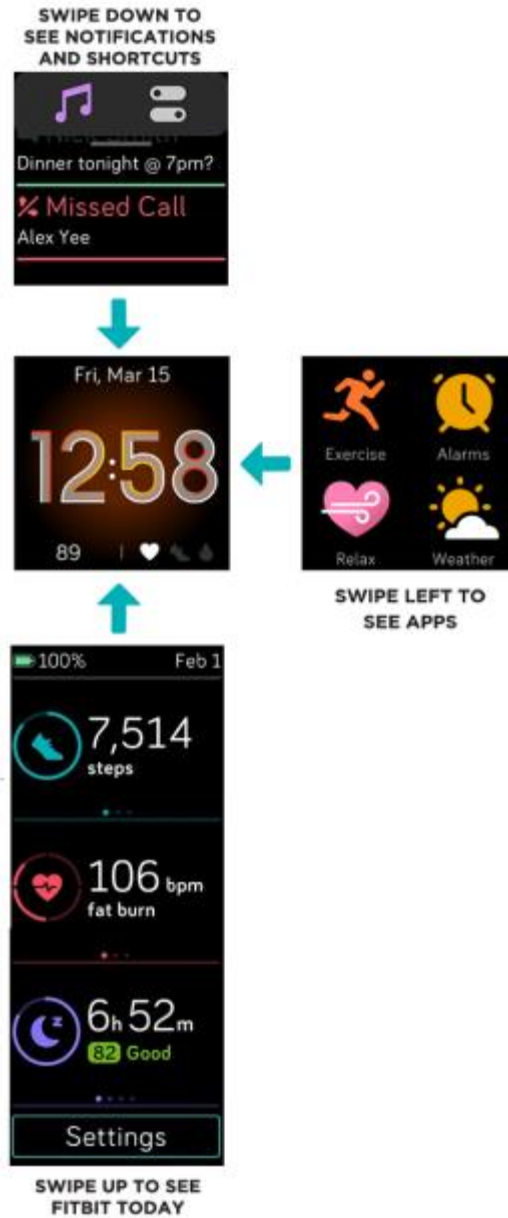 SWIPE DOWN TO
SEE NOTIFICATIONS
AND SHORTCUTS
Dinner tonight @ 7pm?
Missed Call
Alex Yee
Fri, Mar 15
12:58
89
Exercise Alarms
Relax Weather
SWIPE LEFT TO
SEE APPS
100% Feb 1
7,514
steps
106 bpm
fat burn
z
6h 52m
82 Good
Settings
SWIPE UP TO SEE
FITBIT TODAY